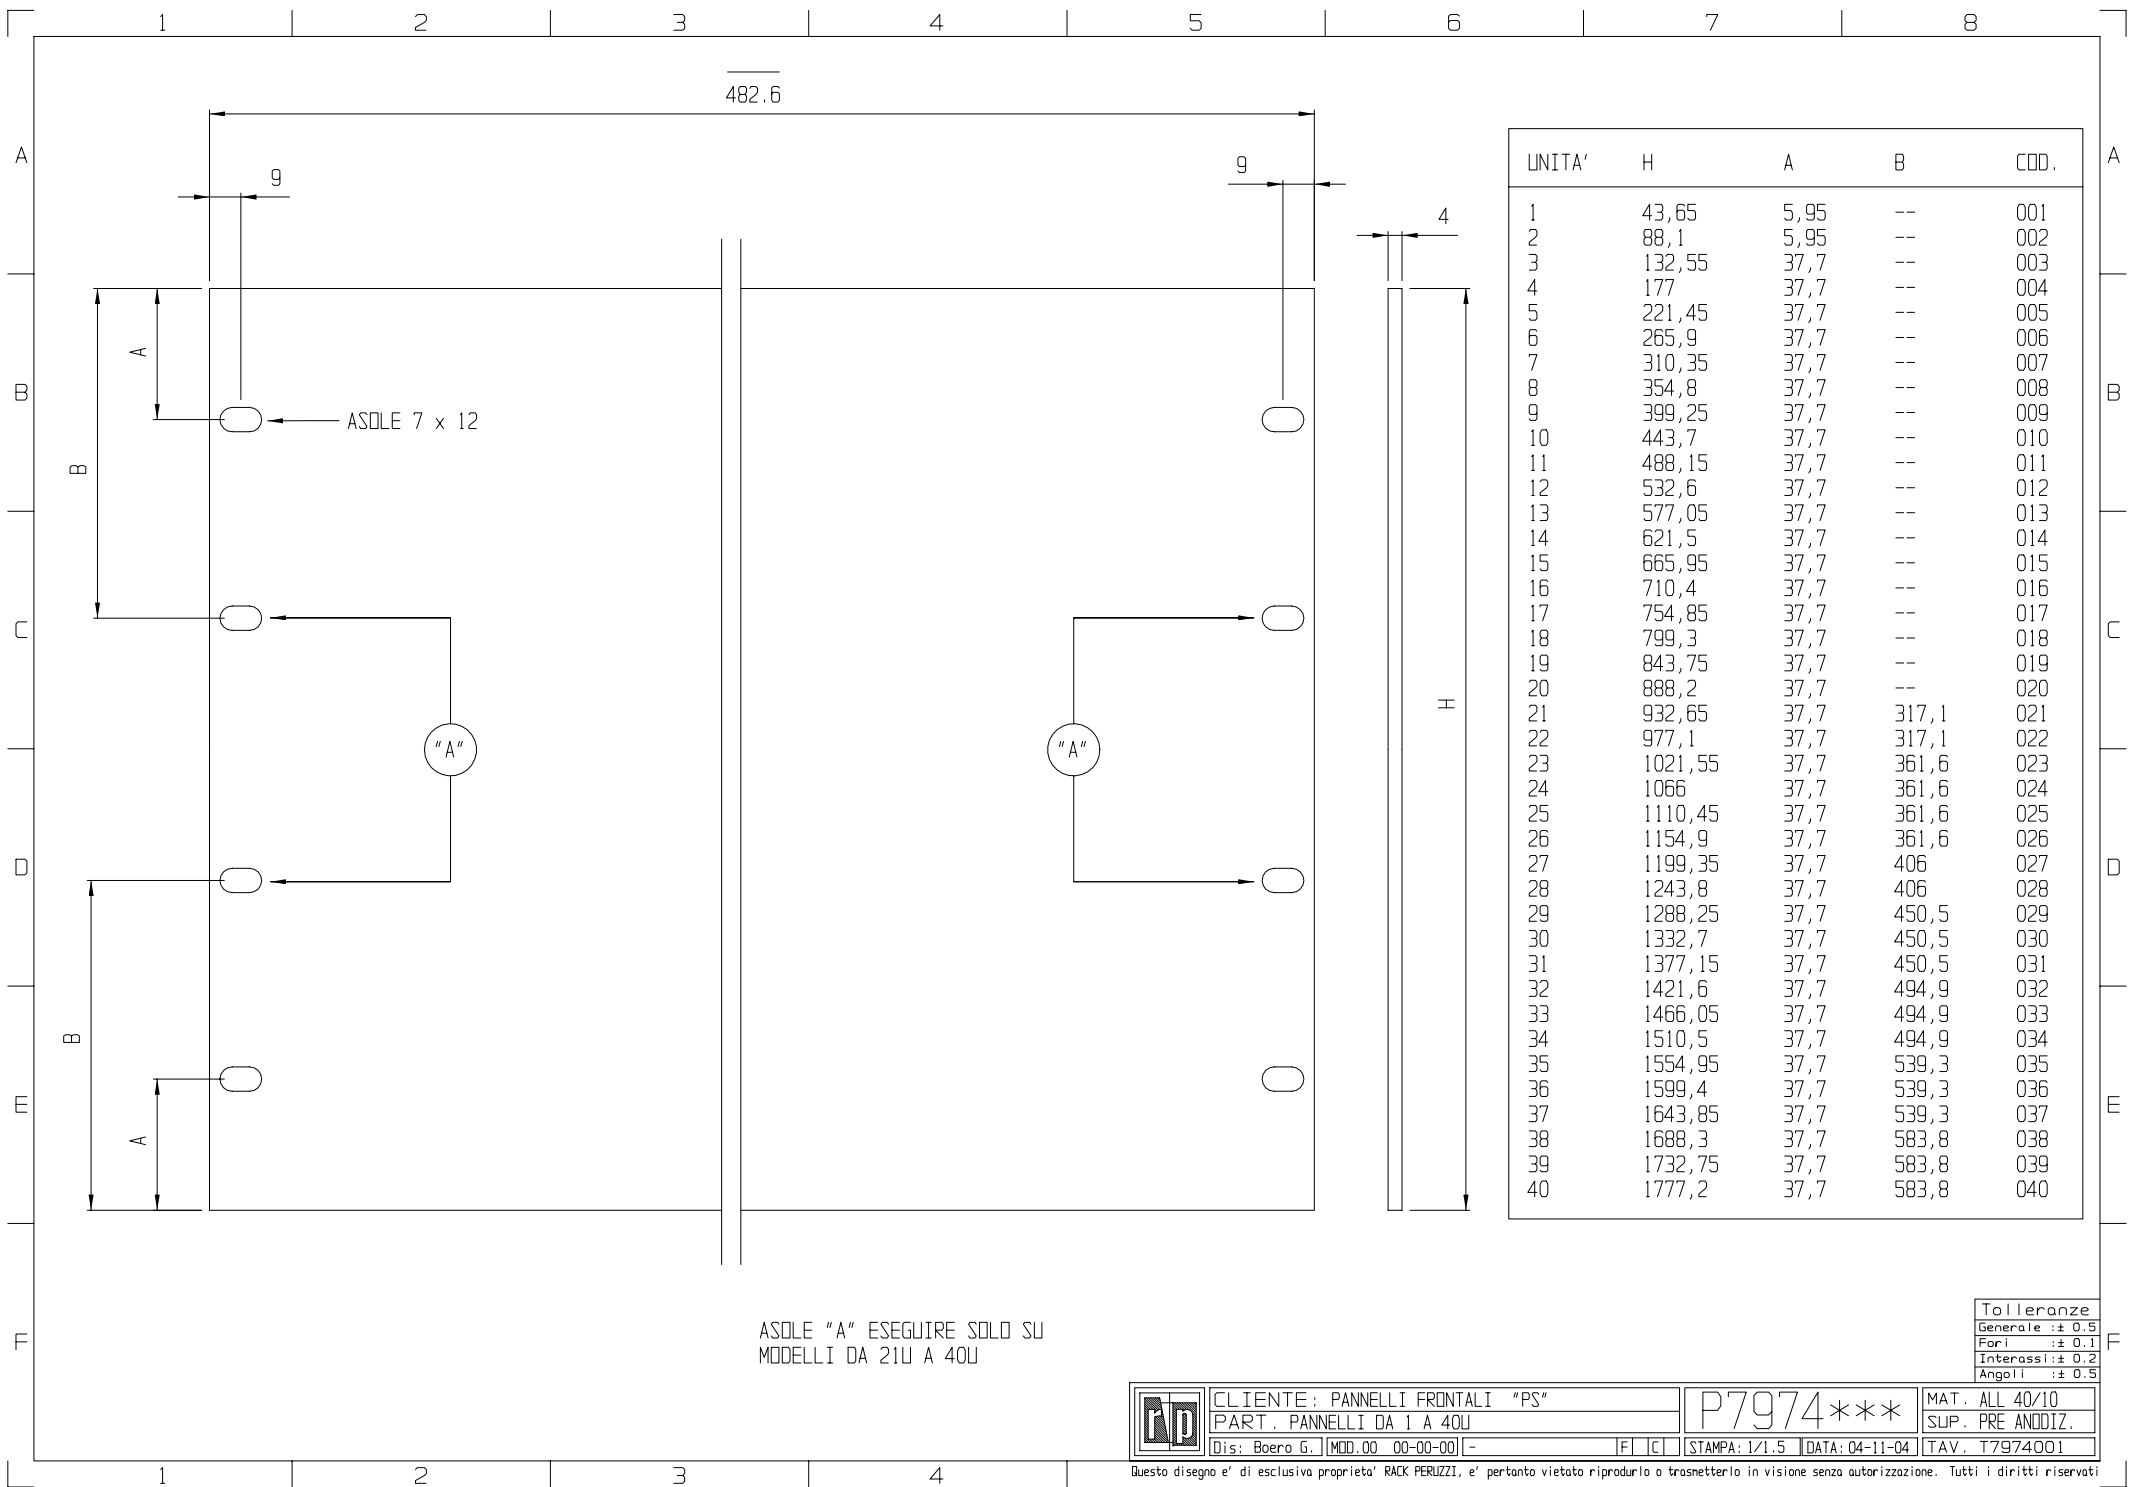 1 2 3 4 5 6 7 8
482.6
9
9
4
A
A
B
B
C
C
D
D
E
E
F
F
A
B
ASOLE 7 x 12
"A"
"A"
H
B
A
UNITA' H A B COD.
1 43,65 5,95 -- 001
2 88,1 5,95 -- 002
3 132,55 37,7 -- 003
4 177 37,7 -- 004
5 221,45 37,7 -- 005
6 265,9 37,7 -- 006
7 310,35 37,7 -- 007
8 354,8 37,7 -- 008
9 399,25 37,7 -- 009
10 443,7 37,7 -- 010
11 488,15 37,7 -- 011
12 532,6 37,7 -- 012
13 577,05 37,7 -- 013
14 621,5 37,7 -- 014
15 665,95 37,7 -- 015
16 710,4 37,7 -- 016
17 754,85 37,7 -- 017
18 799,3 37,7 -- 018
19 843,75 37,7 -- 019
20 888,2 37,7 -- 020
21 932,65 37,7 317,1 021
22 977,1 37,7 317,1 022
23 1021,55 37,7 361,6 023
24 1066 37,7 361,6 024
25 1110,45 37,7 361,6 025
26 1154,9 37,7 361,6 026
27 1199,35 37,7 406 027
28 1243,8 37,7 406 028
29 1288,25 37,7 450,5 029
30 1332,7 37,7 450,5 030
31 1377,15 37,7 450,5 031
32 1421,6 37,7 494,9 032
33 1466,05 37,7 494,9 033
34 1510,5 37,7 494,9 034
35 1554,95 37,7 539,3 035
36 1599,4 37,7 539,3 036
37 1643,85 37,7 539,3 037
38 1688,3 37,7 583,8 038
39 1732,75 37,7 583,8 039
40 1777,2 37,7 583,8 040
ASOLE "A" ESEGUIRE SOLO SU
MODELLI DA 21U A 40U
Tolleranze
Generale :± 0.5
Fori :± 0.1
Interassi:± 0.2
Angoli :± 0.5
rp
CLIENTE: PANNELLI FRONTALI "PS"
PART. PANNELLI DA 1 A 40U
Dis: Boero G. MOD.00 00-00-00 - F C
P7974***
STAMPA: 1/1.5 DATA: 04-11-04
MAT. ALL 40/10
SUP. PRE ANODIZ.
TAV. T7974001
Questo disegno e' di esclusiva proprieta' RACK PERUZZI, e' pertanto vietato riprodurlo o trasmetterlo in visione senza autorizzazione. Tutti i diritti riservati
1 2 3 4